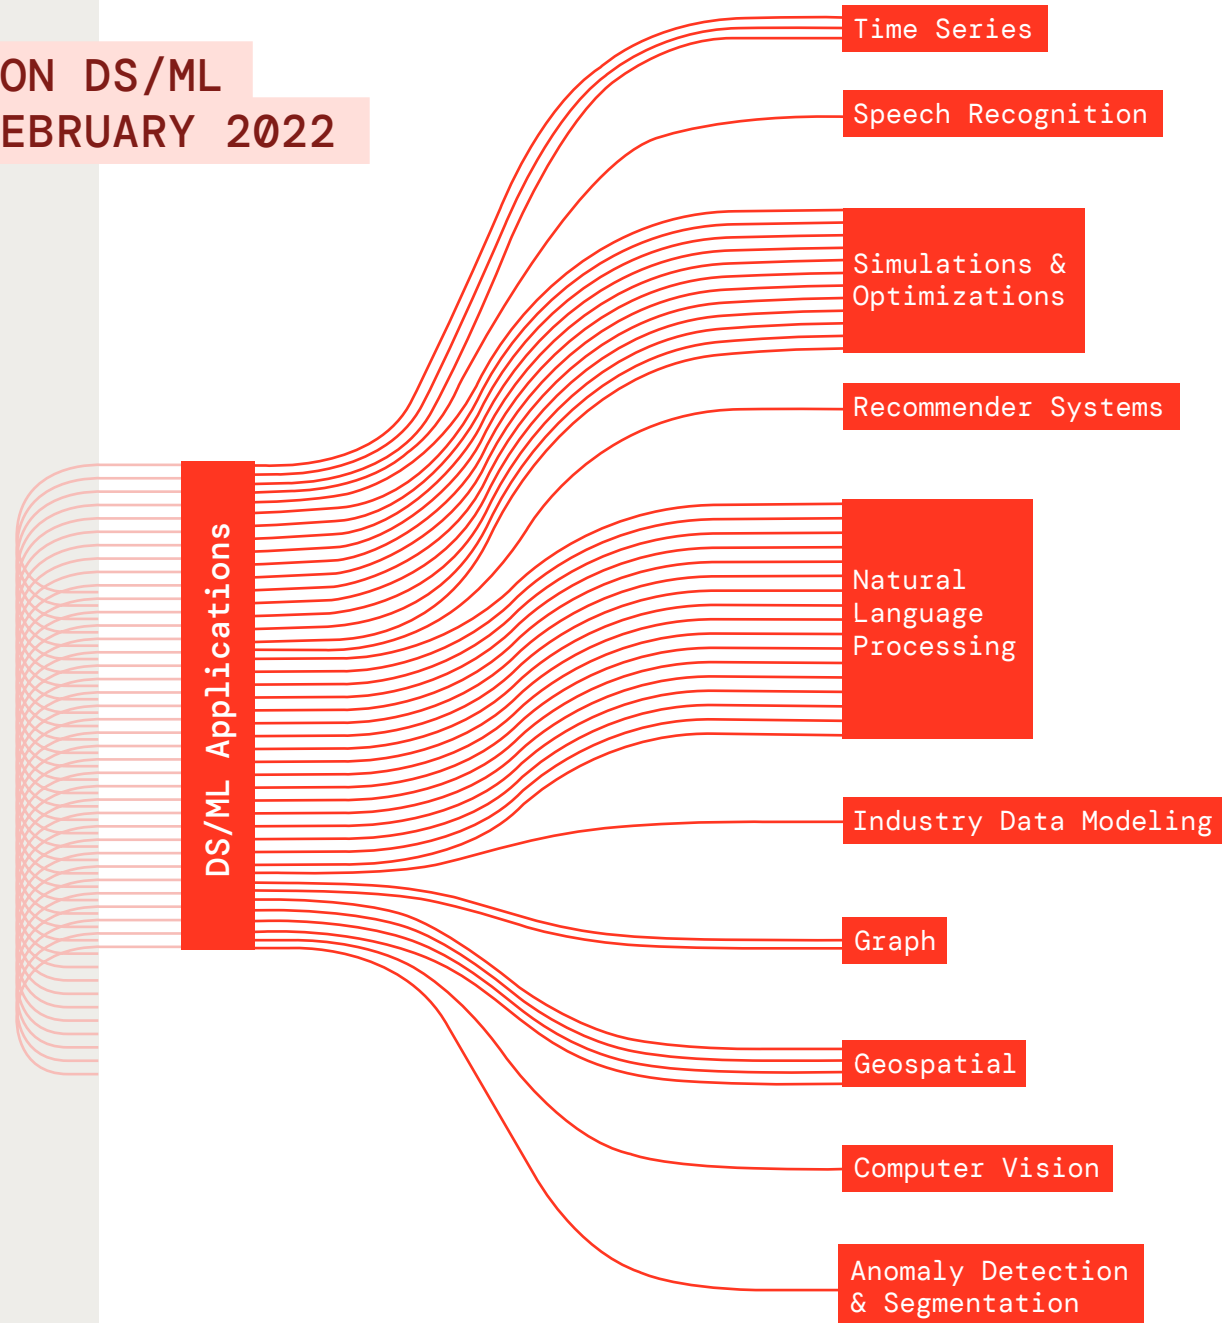 ON DS/ML
EBRUARY 2022
Time Series
Speech Recognition
Simulations &
Optimizations
Recommender Systems
DS/ML Applications
Natural
Language
Processing
Industry Data Modeling
Graph
Geospatial
Computer Vision
Anomaly Detection
& Segmentation